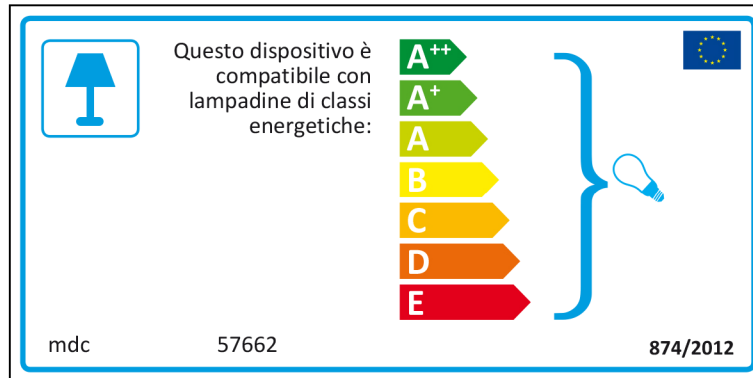 Questo dispositivo è
compatibile con
lampadine di classi
energetiche:
A++
A+
A
B
C
D
E
mdc 57662 874/2012